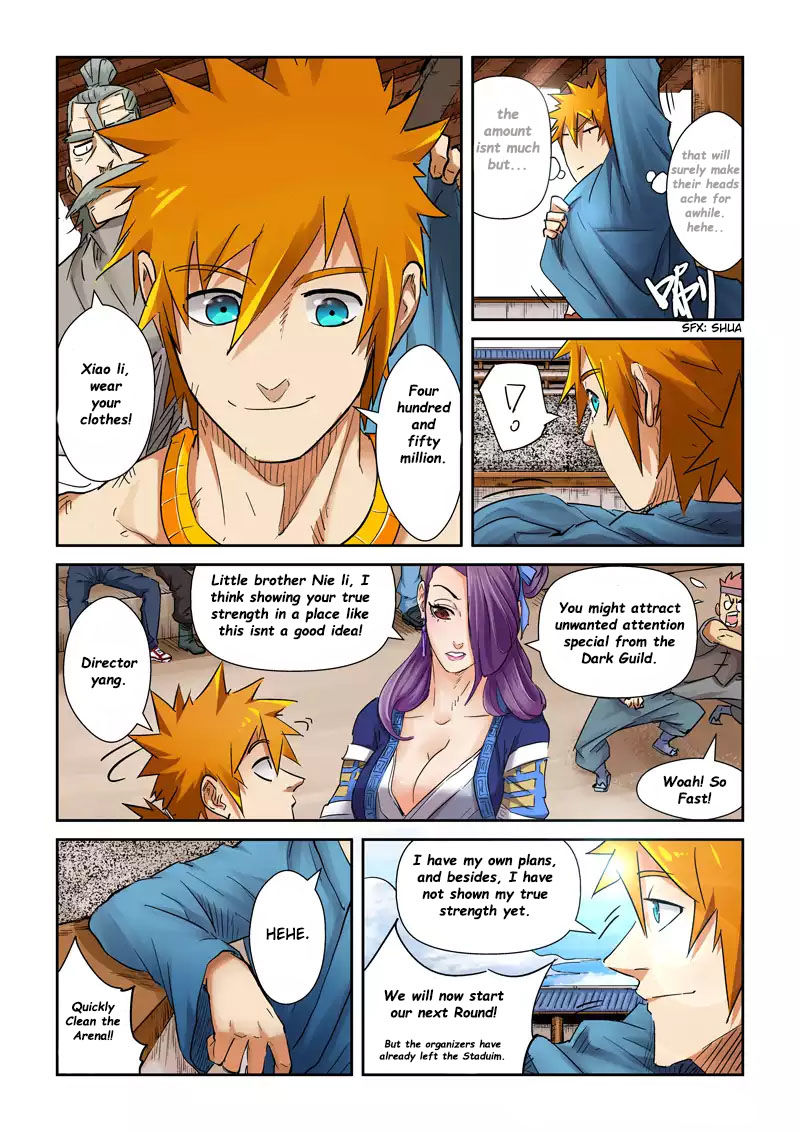 Xiao li,
wear
your
clothes!
Four
hundred
and
fifty
million.
the
amount
isnt much
but...
that will
surely make
their heads
ache for
awhile.
hehe..
SFX: SHUA
!
Director
yang.
Little brother Nie li, I
think showing your true
strength in a place like
this isnt a good idea!
You might attract
unwanted attention
special from the
Dark Guild.
Woah! So
Fast!
HEHE.
Quickly
Clean the
Arena!!
I have my own plans,
and besides, I have
not shown my true
strength yet.
We will now start
our next Round!
But the organizers have
already left the Staduim.